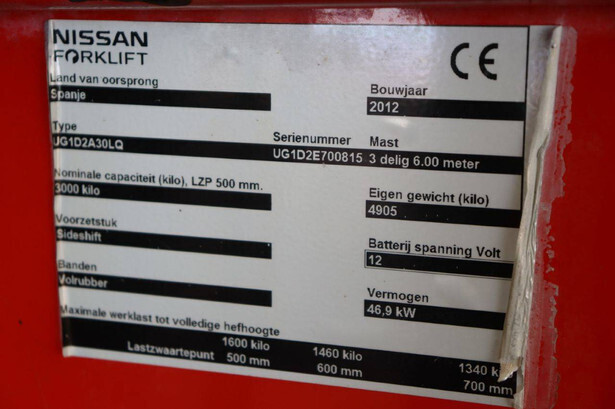 NISSAN
FORKLIFT
CE
Land van oorsprong
Bouwjaar
Spanje
2012
Type
Serienummer Mast
UG1D2A30LQ
UG1D2E700815 3 delig 6.00 meter
Nominale capaciteit (kilo), LZP 500 mm.
Eigen gewicht (kilo)
3000 kilo
4905
Voorzetstuk
Batterij spanning Volt
Sideshift
12
Banden
Vermogen
Volrubber
46,9 kW
Maximale werklast tot volledige hefhoogte
1600 kilo 1460 kilo 1340 kilo
Lastzwaartepunt 500 mm 600 mm 700 mm